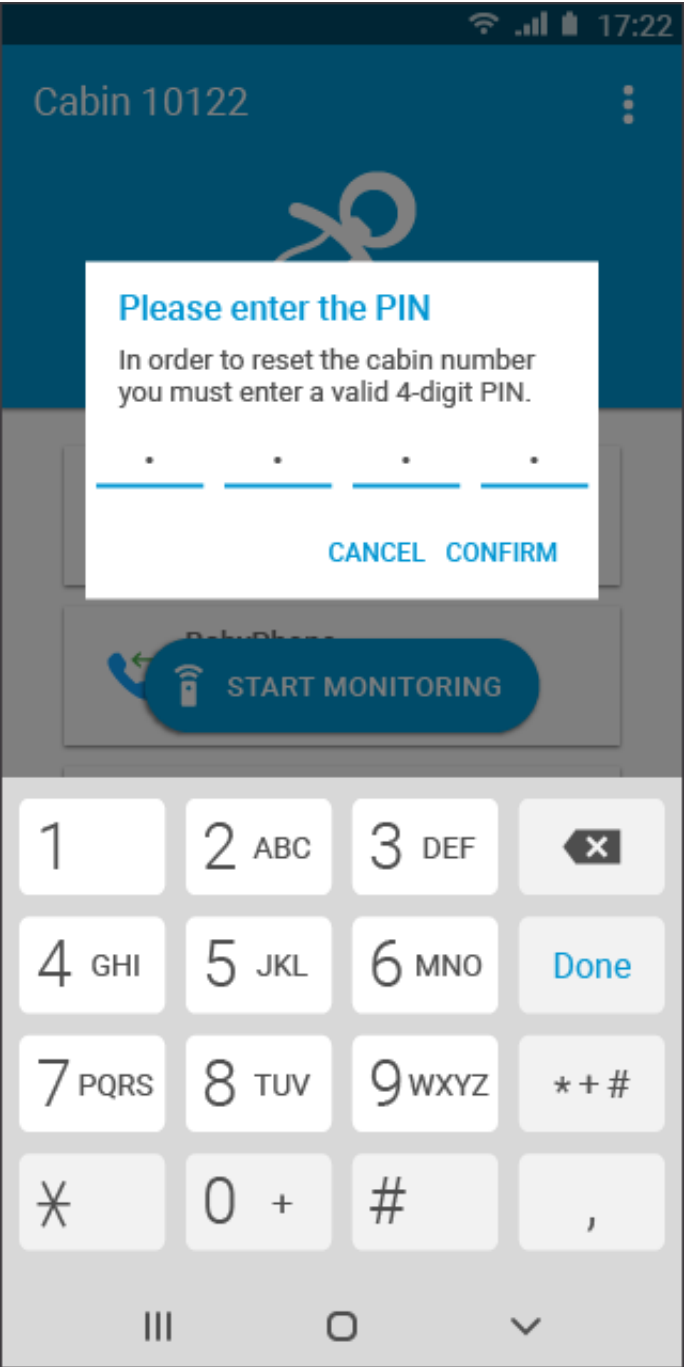 17:22
Cabin 10122
Please enter the PIN
In order to reset the cabin number
you must enter a valid 4-digit PIN.
CANCEL CONFIRM
BabyPhone
START MONITORING
1 2 ABC 3 DEF
4 GHI 5 JKL 6 MNO Done
7 PQRS 8 TUV 9 WXYZ *+#
* 0 + # ,